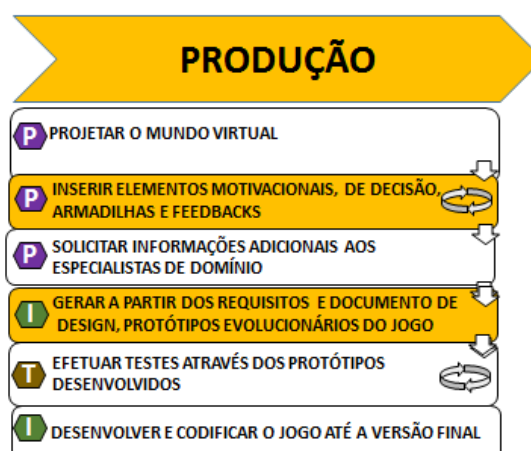 PRODUÇÃO
P PROJETAR O MUNDO VIRTUAL
P INSERIR ELEMENTOS MOTIVACIONAIS, DE DECISÃO,
ARMADILHAS E FEEDBACKS
P SOLICITAR INFORMAÇÕES ADICIONAIS AOS
ESPECIALISTAS DE DOMÍNIO
I GERAR A PARTIR DOS REQUISITOS E DOCUMENTO DE
DESIGN, PROTÓTIPOS EVOLUCIONÁRIOS DO JOGO
T EFETUAR TESTES ATRAVÉS DOS PROTÓTIPOS
DESENVOLVIDOS
I DESENVOLVER E CODIFICAR O JOGO ATÉ A VERSÃO FINAL